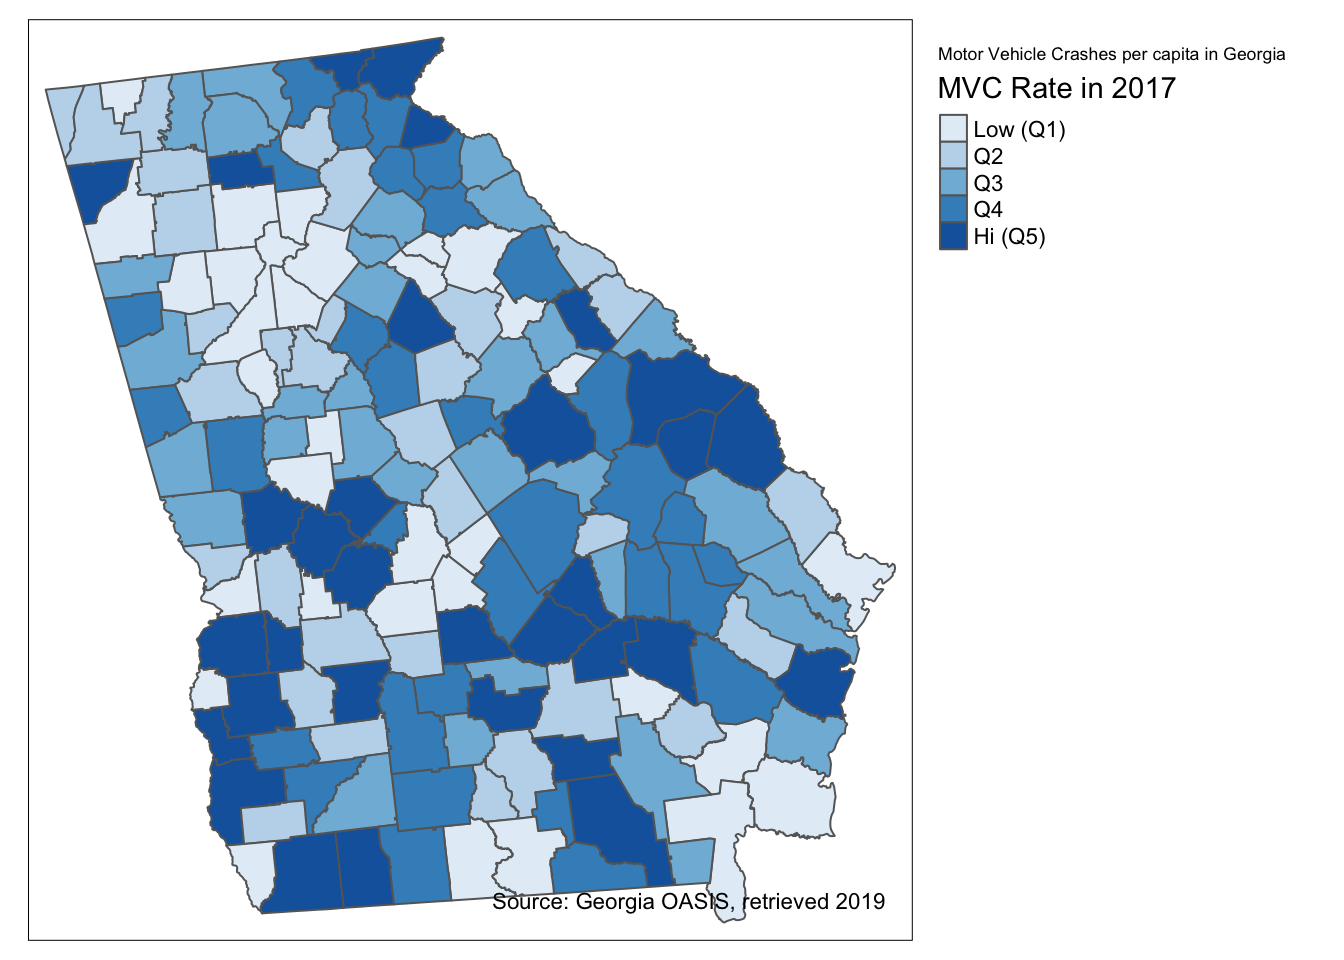 Motor Vehicle Crashes per capita in Georgia
MVC Rate in 2017
Low (Q1)
Q2
Q3
Q4
Hi (Q5)
Source: Georgia OASIS, retrieved 2019